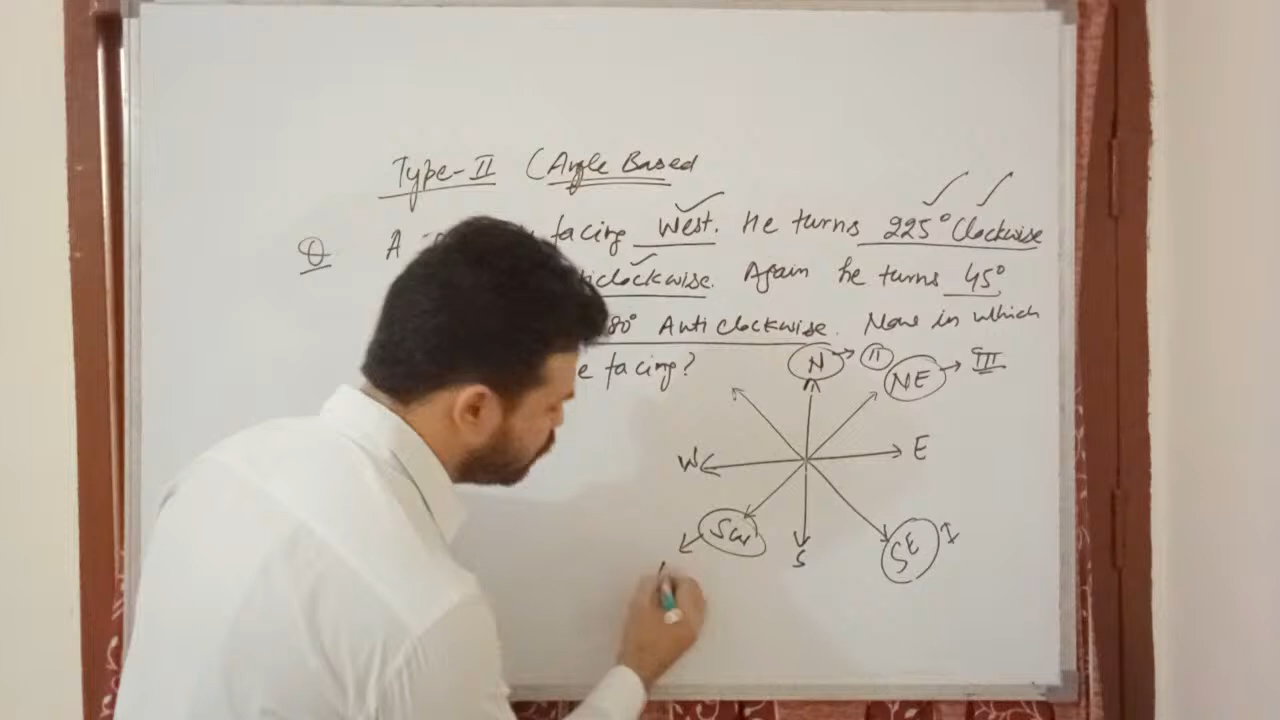 Type-II (Angle Based
Q A facing West. He turns 225° Clockwise
ticlockwise. Again he turns 45°
80° Anticlockwise. Now in which
e facing?
N → II
NE → III
W
E
SW
S
SE I